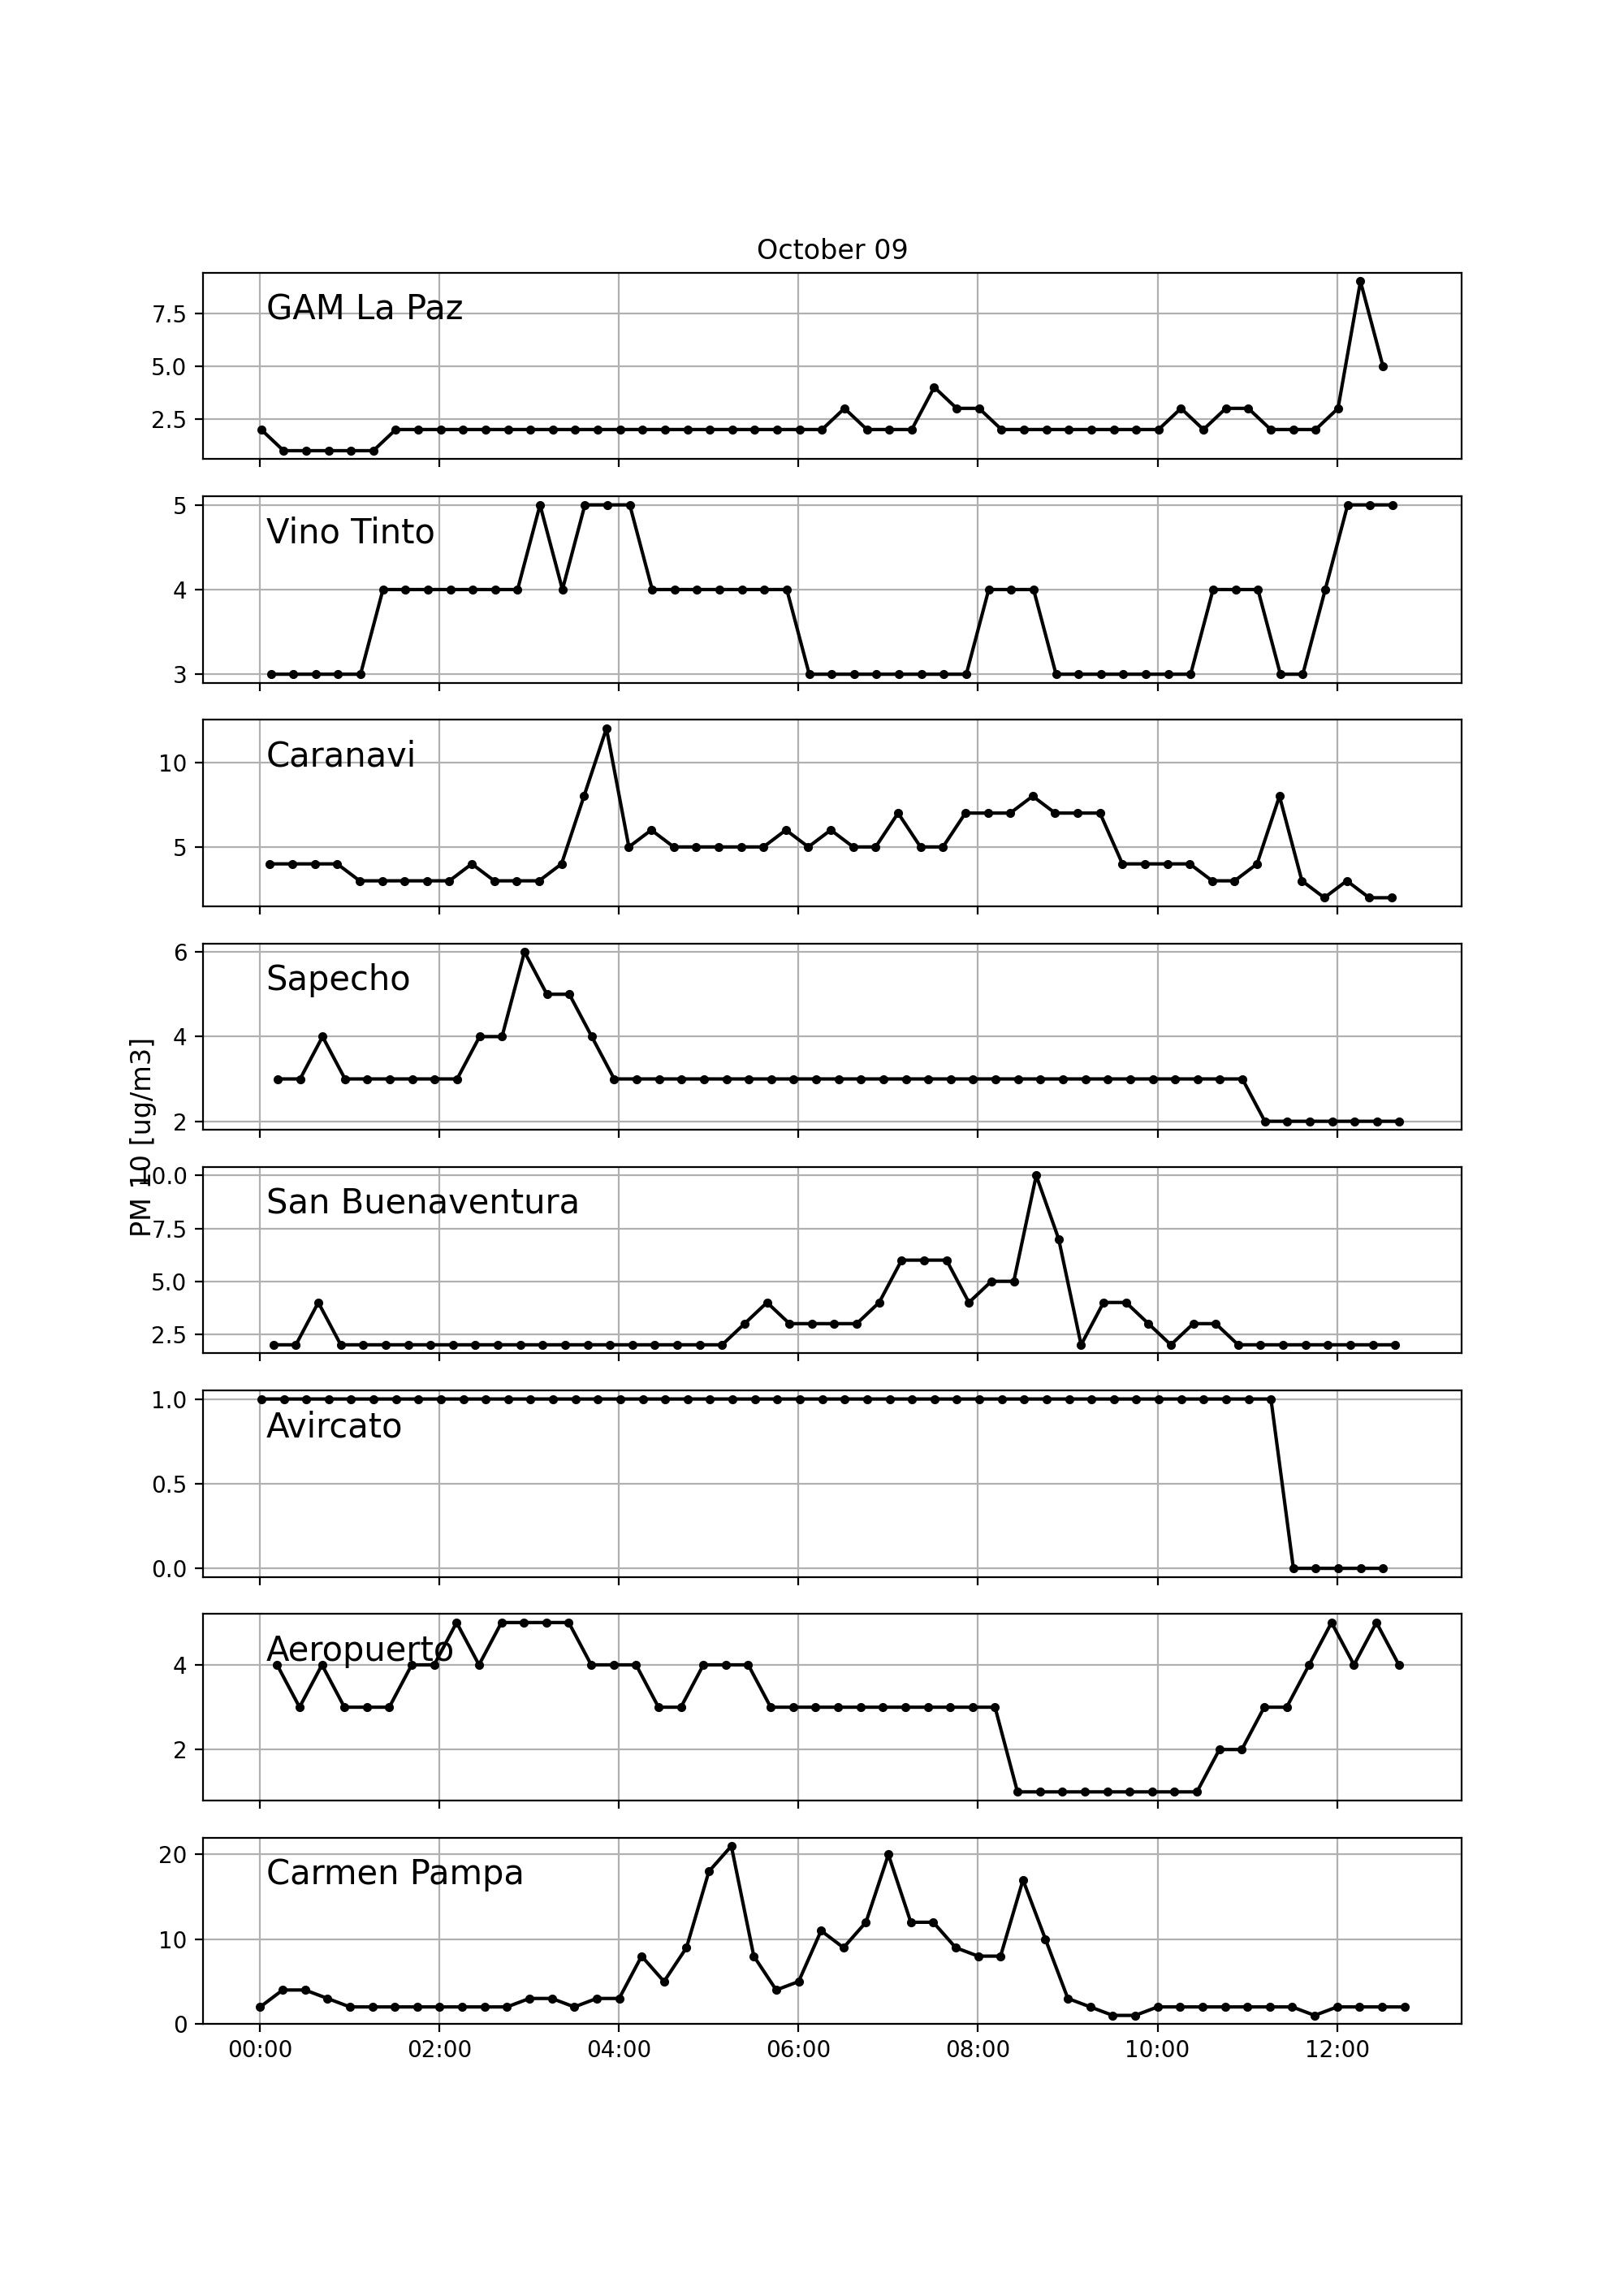 October 09
GAM La Paz
7.5
5.0
2.5
Vino Tinto
5
4
3
Caranavi
10
5
Sapecho
6
4
2
PM 10 [ug/m3]
San Buenaventura
10.0
7.5
5.0
2.5
Avircato
1.0
0.5
0.0
Aeropuerto
4
2
Carmen Pampa
20
10
0
00:00 02:00 04:00 06:00 08:00 10:00 12:00